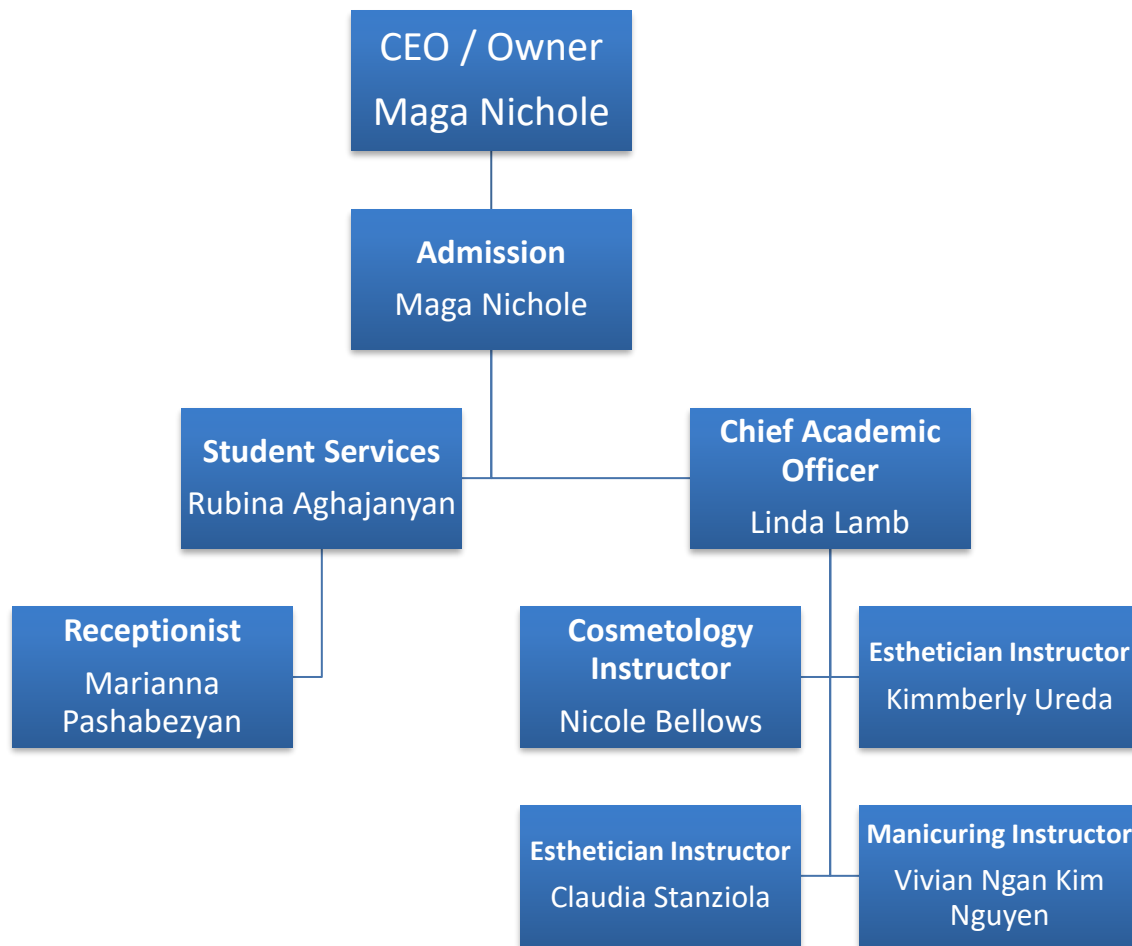 CEO / Owner
Maga Nichole
Admission
Maga Nichole
Student Services
Rubina Aghajanyan
Chief Academic
Officer
Linda Lamb
Receptionist
Marianna
Pashabezyan
Cosmetology
Instructor
Nicole Bellows
Esthetician Instructor
Kimmberly Ureda
Esthetician Instructor
Claudia Stanziola
Manicuring Instructor
Vivian Ngan Kim
Nguyen